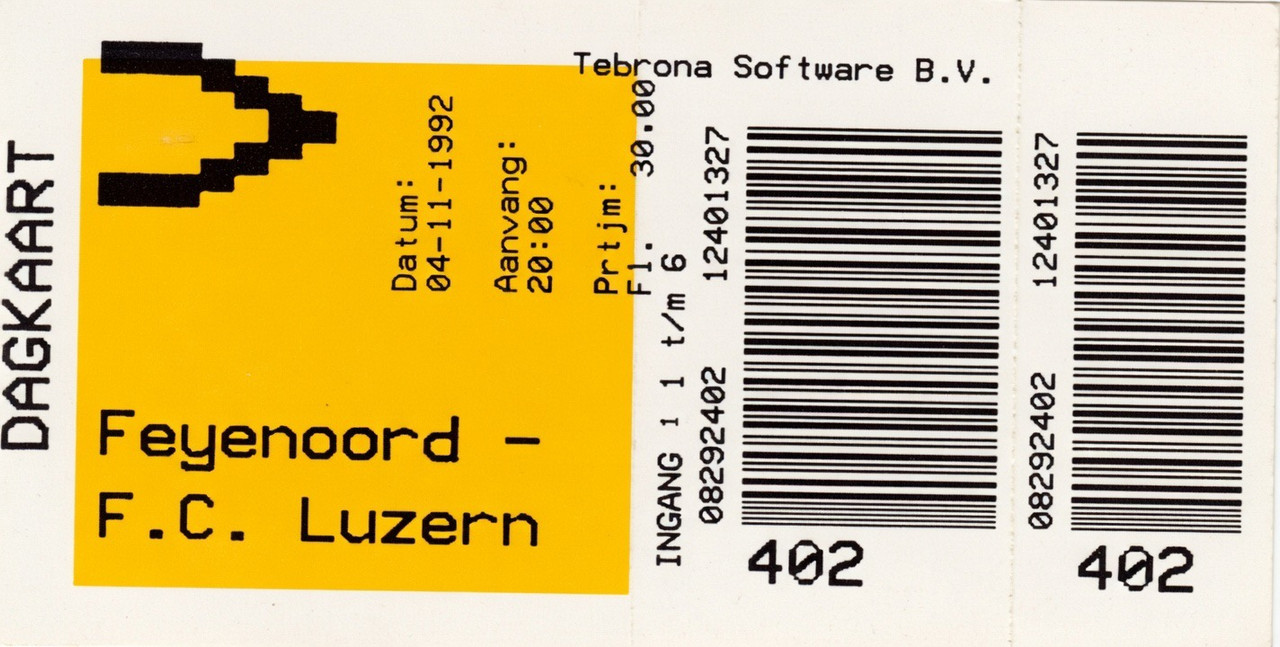 DAGKAART
V
Feyenoord -
F.C. Luzern
Datum:
04-11-1992
Aanvang:
20:00
Prtjm:
Fl. 30.00
Tebrona Software B.V.
INGANG 1 1 t/m 6
08292402 12401327
402
08292402 12401327
402